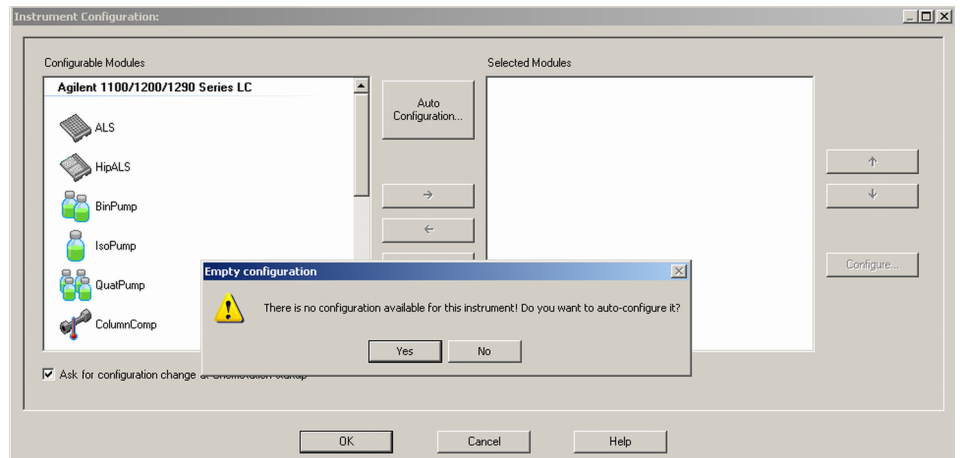 Instrument Configuration:
Configurable Modules
Selected Modules
Agilent 1100/1200/1290 Series LC
ALS
HipALS
BinPump
IsoPump
QuatPump
ColumnComp
Auto
Configuration...
Configure...
Empty configuration
There is no configuration available for this instrument! Do you want to auto-configure it?
Yes
No
Ask for configuration change at
OK
Cancel
Help